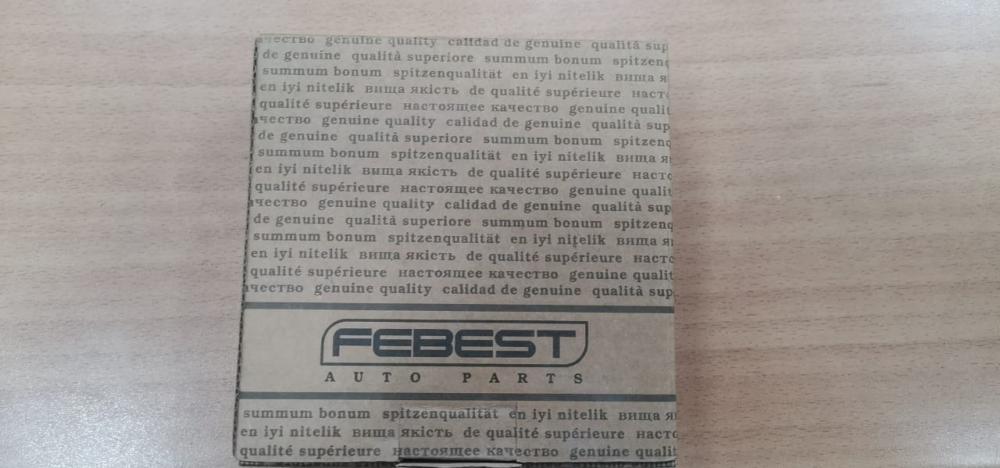 чество genuine quality calidad de genuine qualità sup
de genuine qualità superiore summum bonum spitzenq
summum bonum spitzenqualität en iyi nitelik вища я
en iyi nitelik вища якість de qualité supérieure насто
qualité supérieure настоящее качество genuine qualit
ачество genuine quality calidad de genuine qualità sup
de genuine qualità superiore summum bonum spitzenq
summum bonum spitzenqualität en iyi nitelik вища я
en iyi nitelik вища якість de qualité supérieure насто
qualité supérieure настоящее качество genuine qualit
ачество genuine quality calidad de genuine qualità sup
de genuine qualità superiore summum bonum spitzenq
summum bonum spitzenqualität en iyi nitelik вища я
en iyi nitelik вища якість de qualité supérieure насто
qualité supérieure настоящее качество genuine qualit
ачество genuine quality calidad de genuine qualità sup
FEBEST
AUTO PARTS
summum bonum spitzenqualität en iyi nitelik вища я
en iyi nitelik вища якість de qualité supérieure насто
qualité supérieure настоящее качество genuine qualit